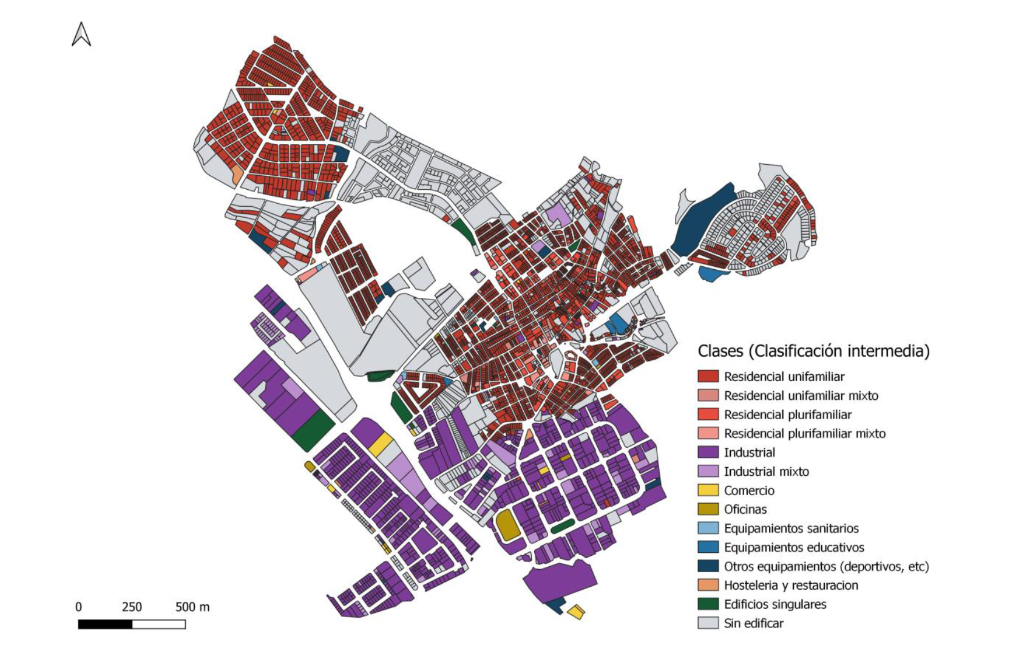 Clases (Clasificación intermedia)
Residencial unifamiliar
Residencial unifamiliar mixto
Residencial plurifamiliar
Residencial plurifamiliar mixto
Industrial
Industrial mixto
Comercio
Oficinas
Equipamientos sanitarios
Equipamientos educativos
Otros equipamientos (deportivos, etc)
Hosteleria y restauracion
Edificios singulares
Sin edificar
0 250 500 m